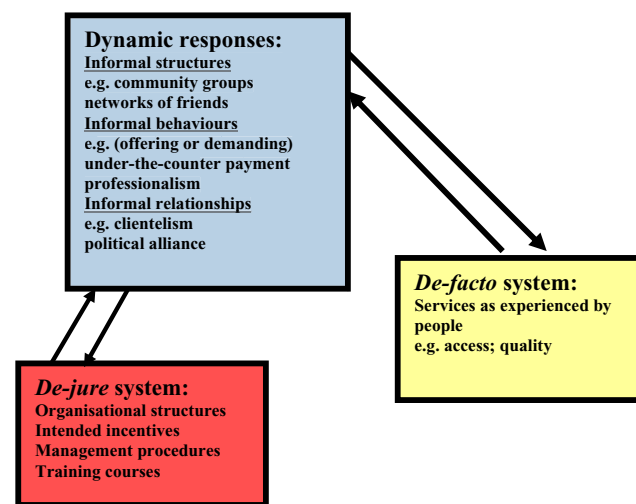 Dynamic responses:
Informal structures
e.g. community groups
networks of friends
Informal behaviours
e.g. (offering or demanding)
under-the-counter payment
professionalism
Informal relationships
e.g. clientelism
political alliance
De-facto system:
Services as experienced by
people
e.g. access; quality
De-jure system:
Organisational structures
Intended incentives
Management procedures
Training courses